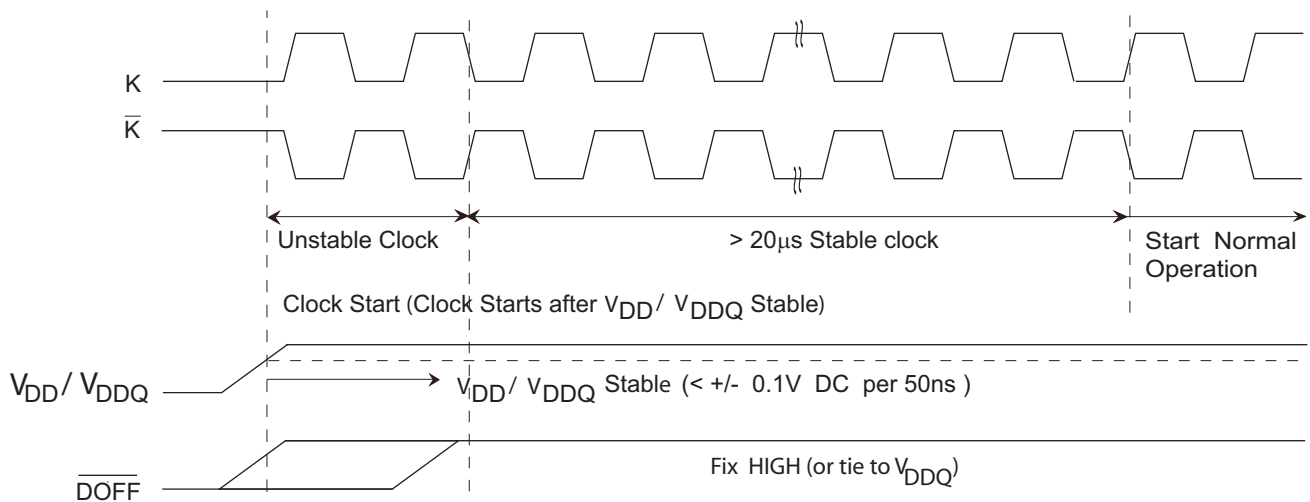 K
K̅
Unstable Clock
> 20μs Stable clock
Start Normal
Operation
Clock Start (Clock Starts after VDD/ VDDQ Stable)
VDD/ VDDQ
VDD/ VDDQ Stable (< +/- 0.1V DC per 50ns )
D̅O̅F̅F̅
Fix HIGH (or tie to VDDQ)